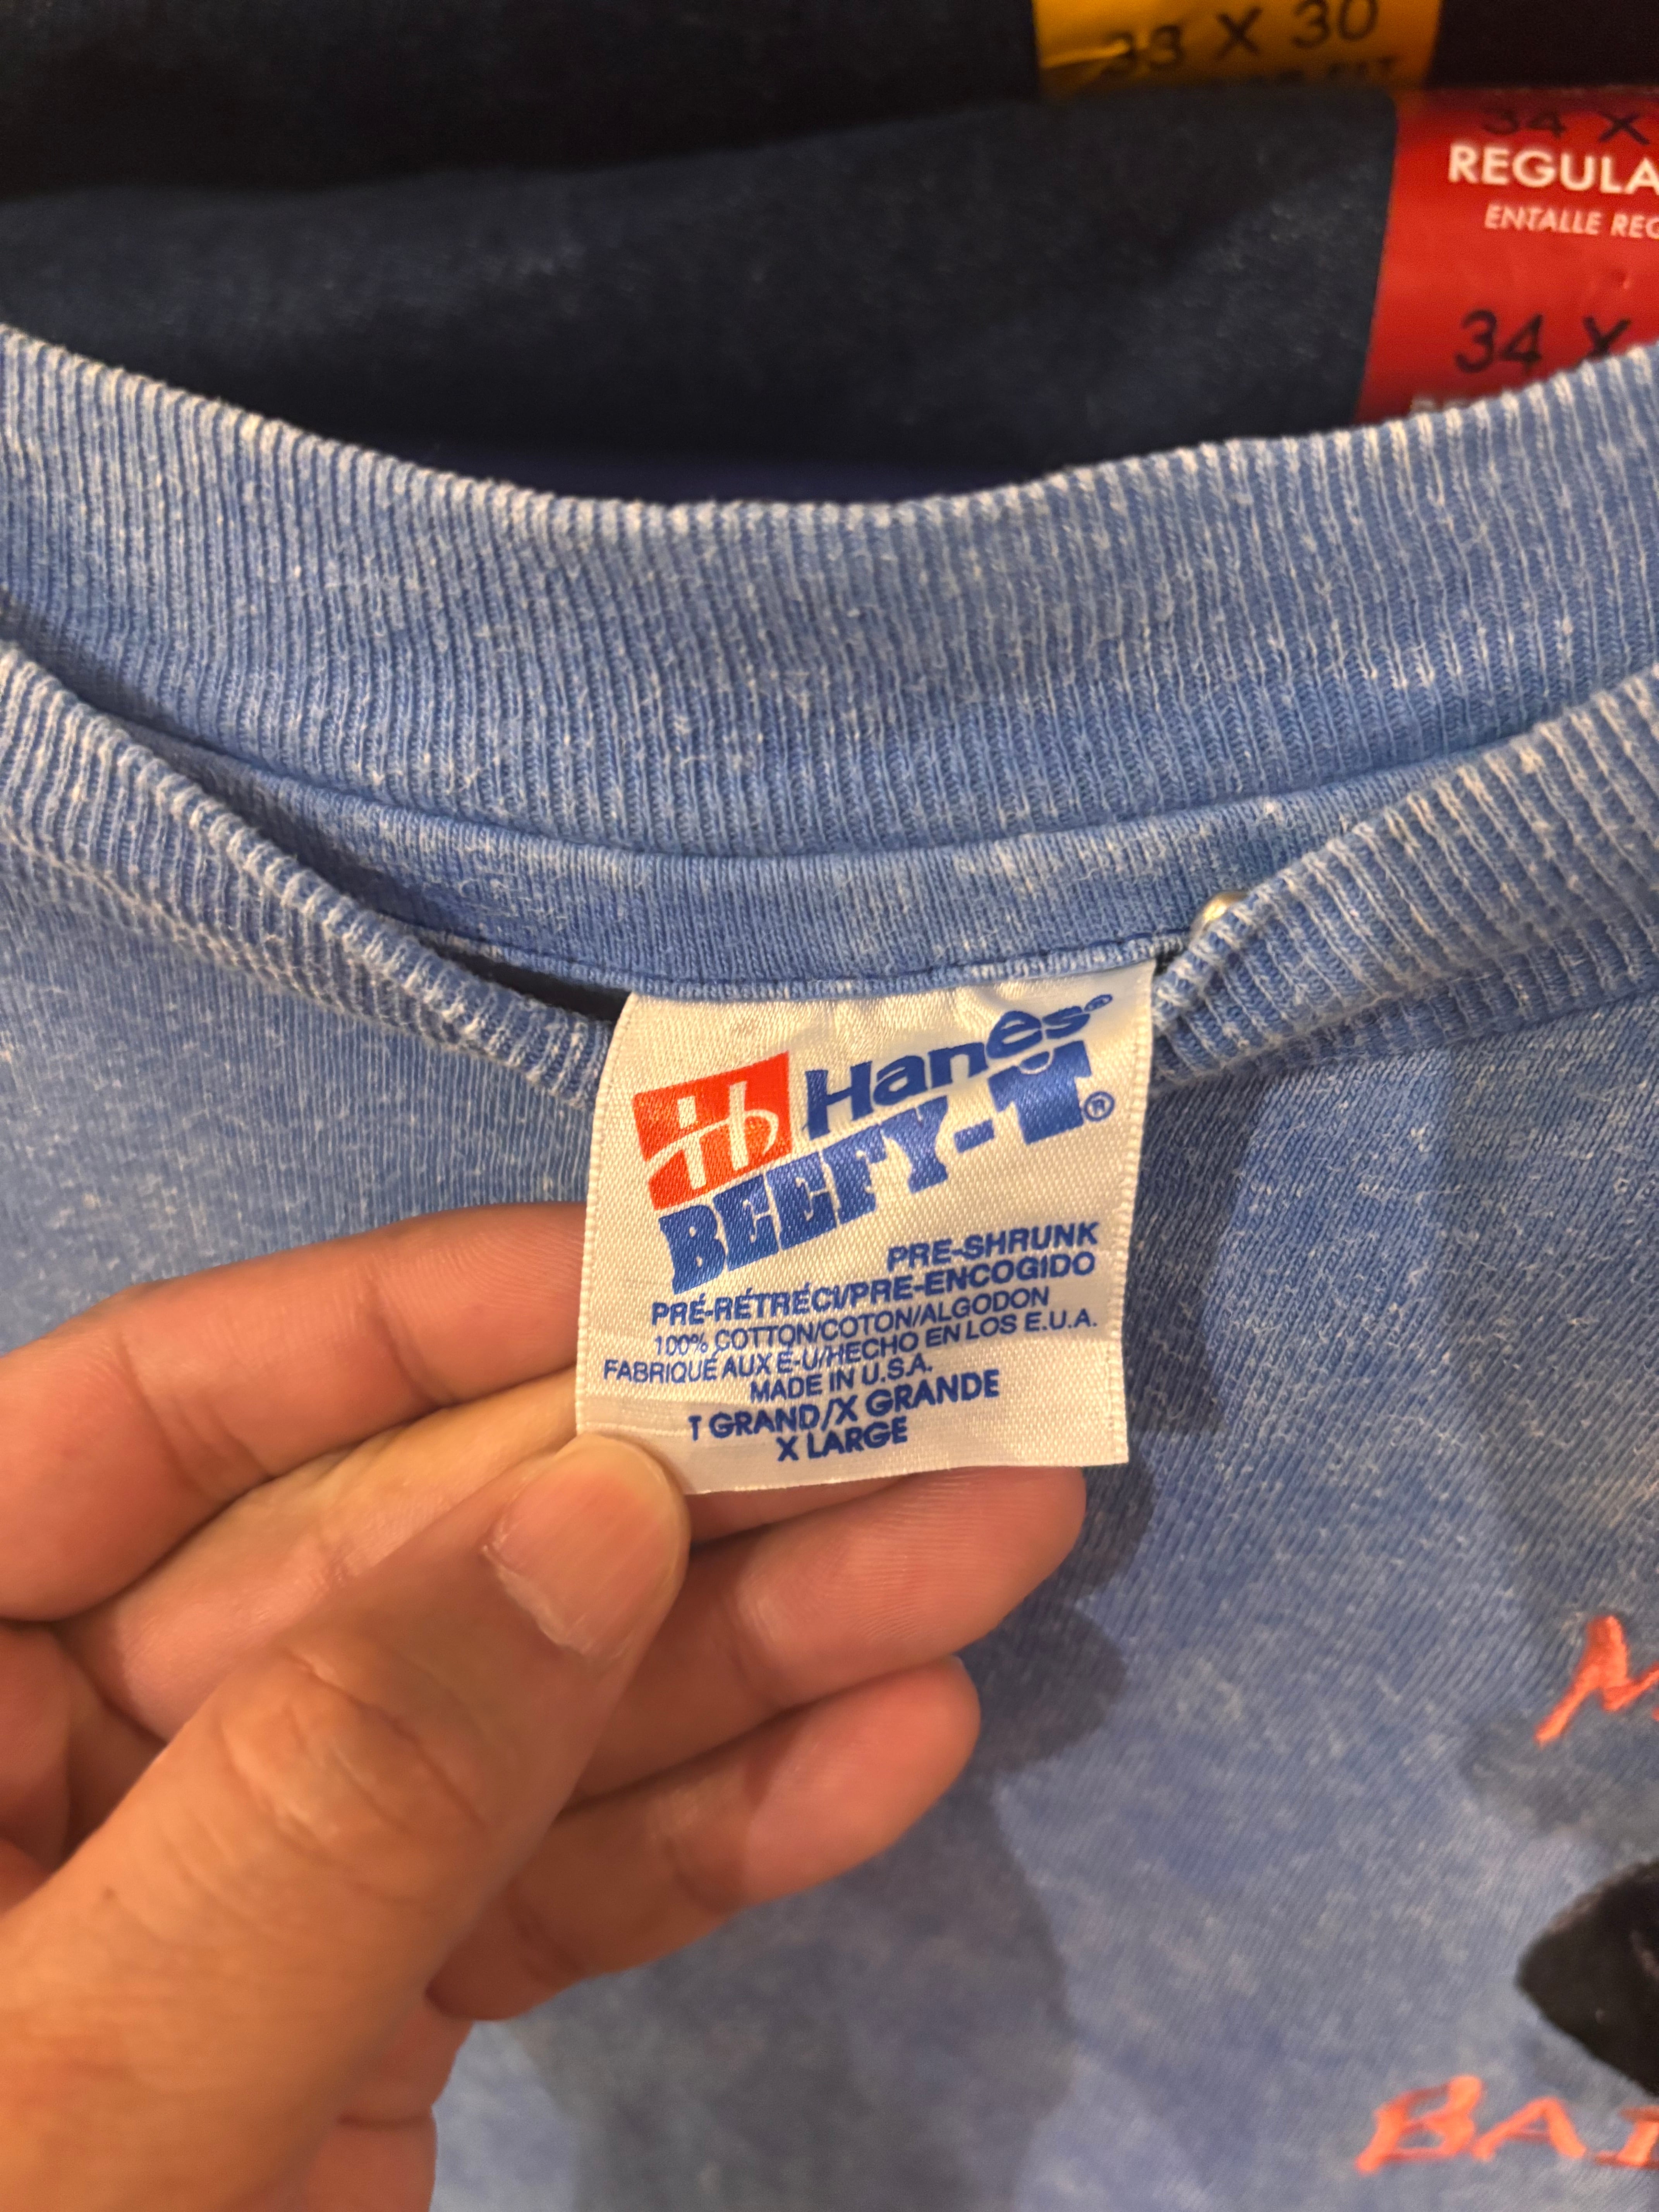 33 X 30
34 X
REGULA
ENTALLE REG
34 X
Hanes®
BEEFY-T®
PRE-SHRUNK
PRÉ-RÉTRÉCI/PRE-ENCOGIDO
100% COTTON/COTON/ALGODON
FABRIQUÉ AUX É-U/HECHO EN LOS E.U.A.
MADE IN U.S.A.
T GRAND/X GRANDE
X LARGE
BA